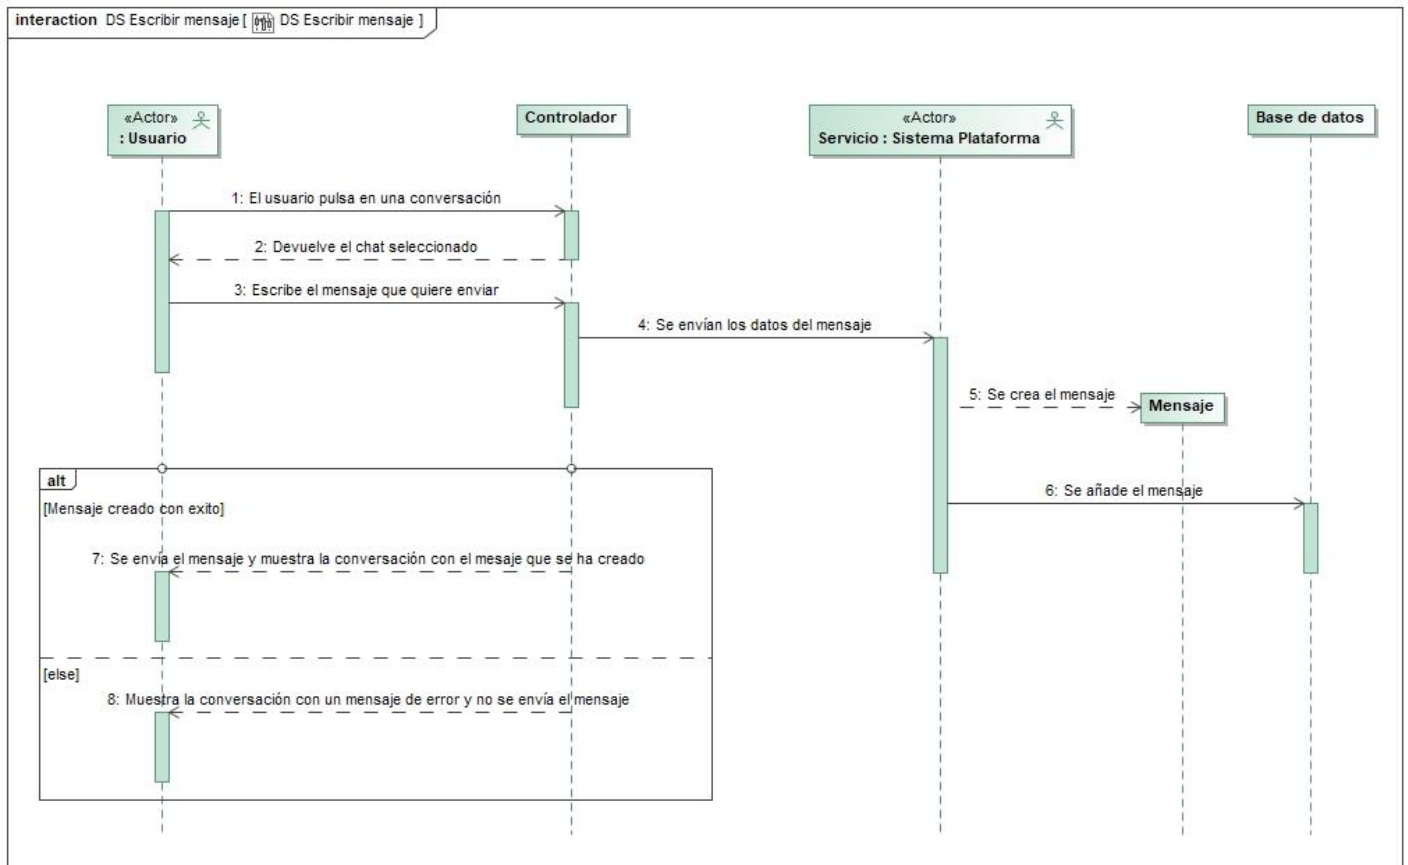 interaction DS Escribir mensaje [ DS Escribir mensaje ]
«Actor»
: Usuario
Controlador
«Actor»
Servicio : Sistema Plataforma
Base de datos
1: El usuario pulsa en una conversación
2: Devuelve el chat seleccionado
3: Escribe el mensaje que quiere enviar
4: Se envían los datos del mensaje
5: Se crea el mensaje
Mensaje
alt
6: Se añade el mensaje
[Mensaje creado con exito]
7: Se envía el mensaje y muestra la conversación con el mesaje que se ha creado
[else]
8: Muestra la conversación con un mensaje de error y no se envía el mensaje